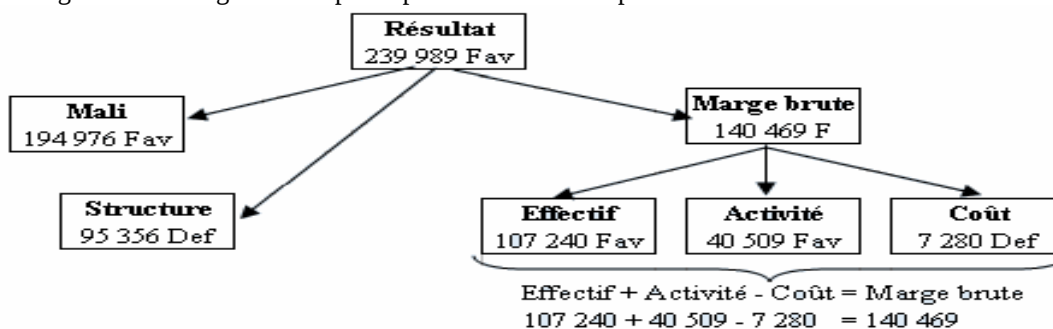 Résultat
239 989 Fav
Mali
194 976 Fav
Marge brute
140 469 F
Structure
95 356 Def
Effectif
107 240 Fav
Activité
40 509 Fav
Coût
7 280 Def
Effectif + Activité - Coût = Marge brute
107 240 + 40 509 - 7 280 = 140 469